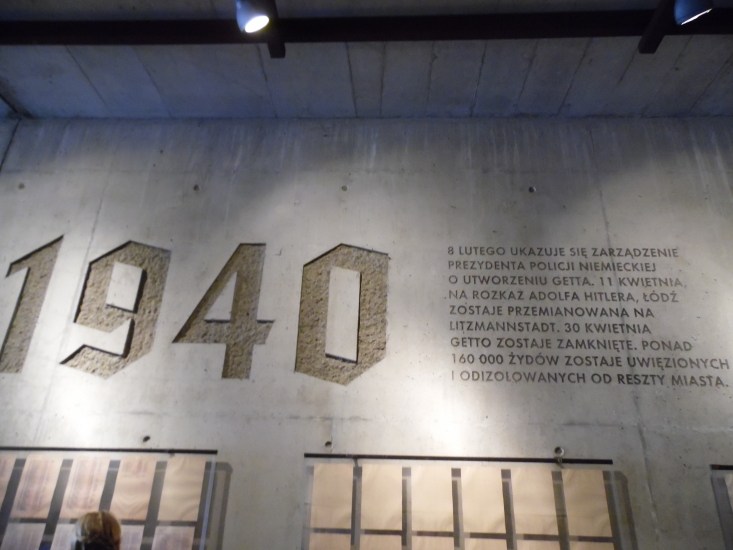 1940
8 LUTEGO UKAZUJE SIĘ ZARZĄDZENIE
PREZYDENTA POLICJI NIEMIECKIEJ
O UTWORZENIU GETTA. 11 KWIETNIA,
NA ROZKAZ ADOLFA HITLERA, ŁÓDŹ
ZOSTAJE PRZEMIANOWANA NA
LITZMANNSTADT. 30 KWIETNIA
GETTO ZOSTAJE ZAMKNIĘTE. PONAD
160 000 ŻYDÓW ZOSTAJE UWIĘZIONYCH
I ODIZOLOWANYCH OD RESZTY MIASTA.